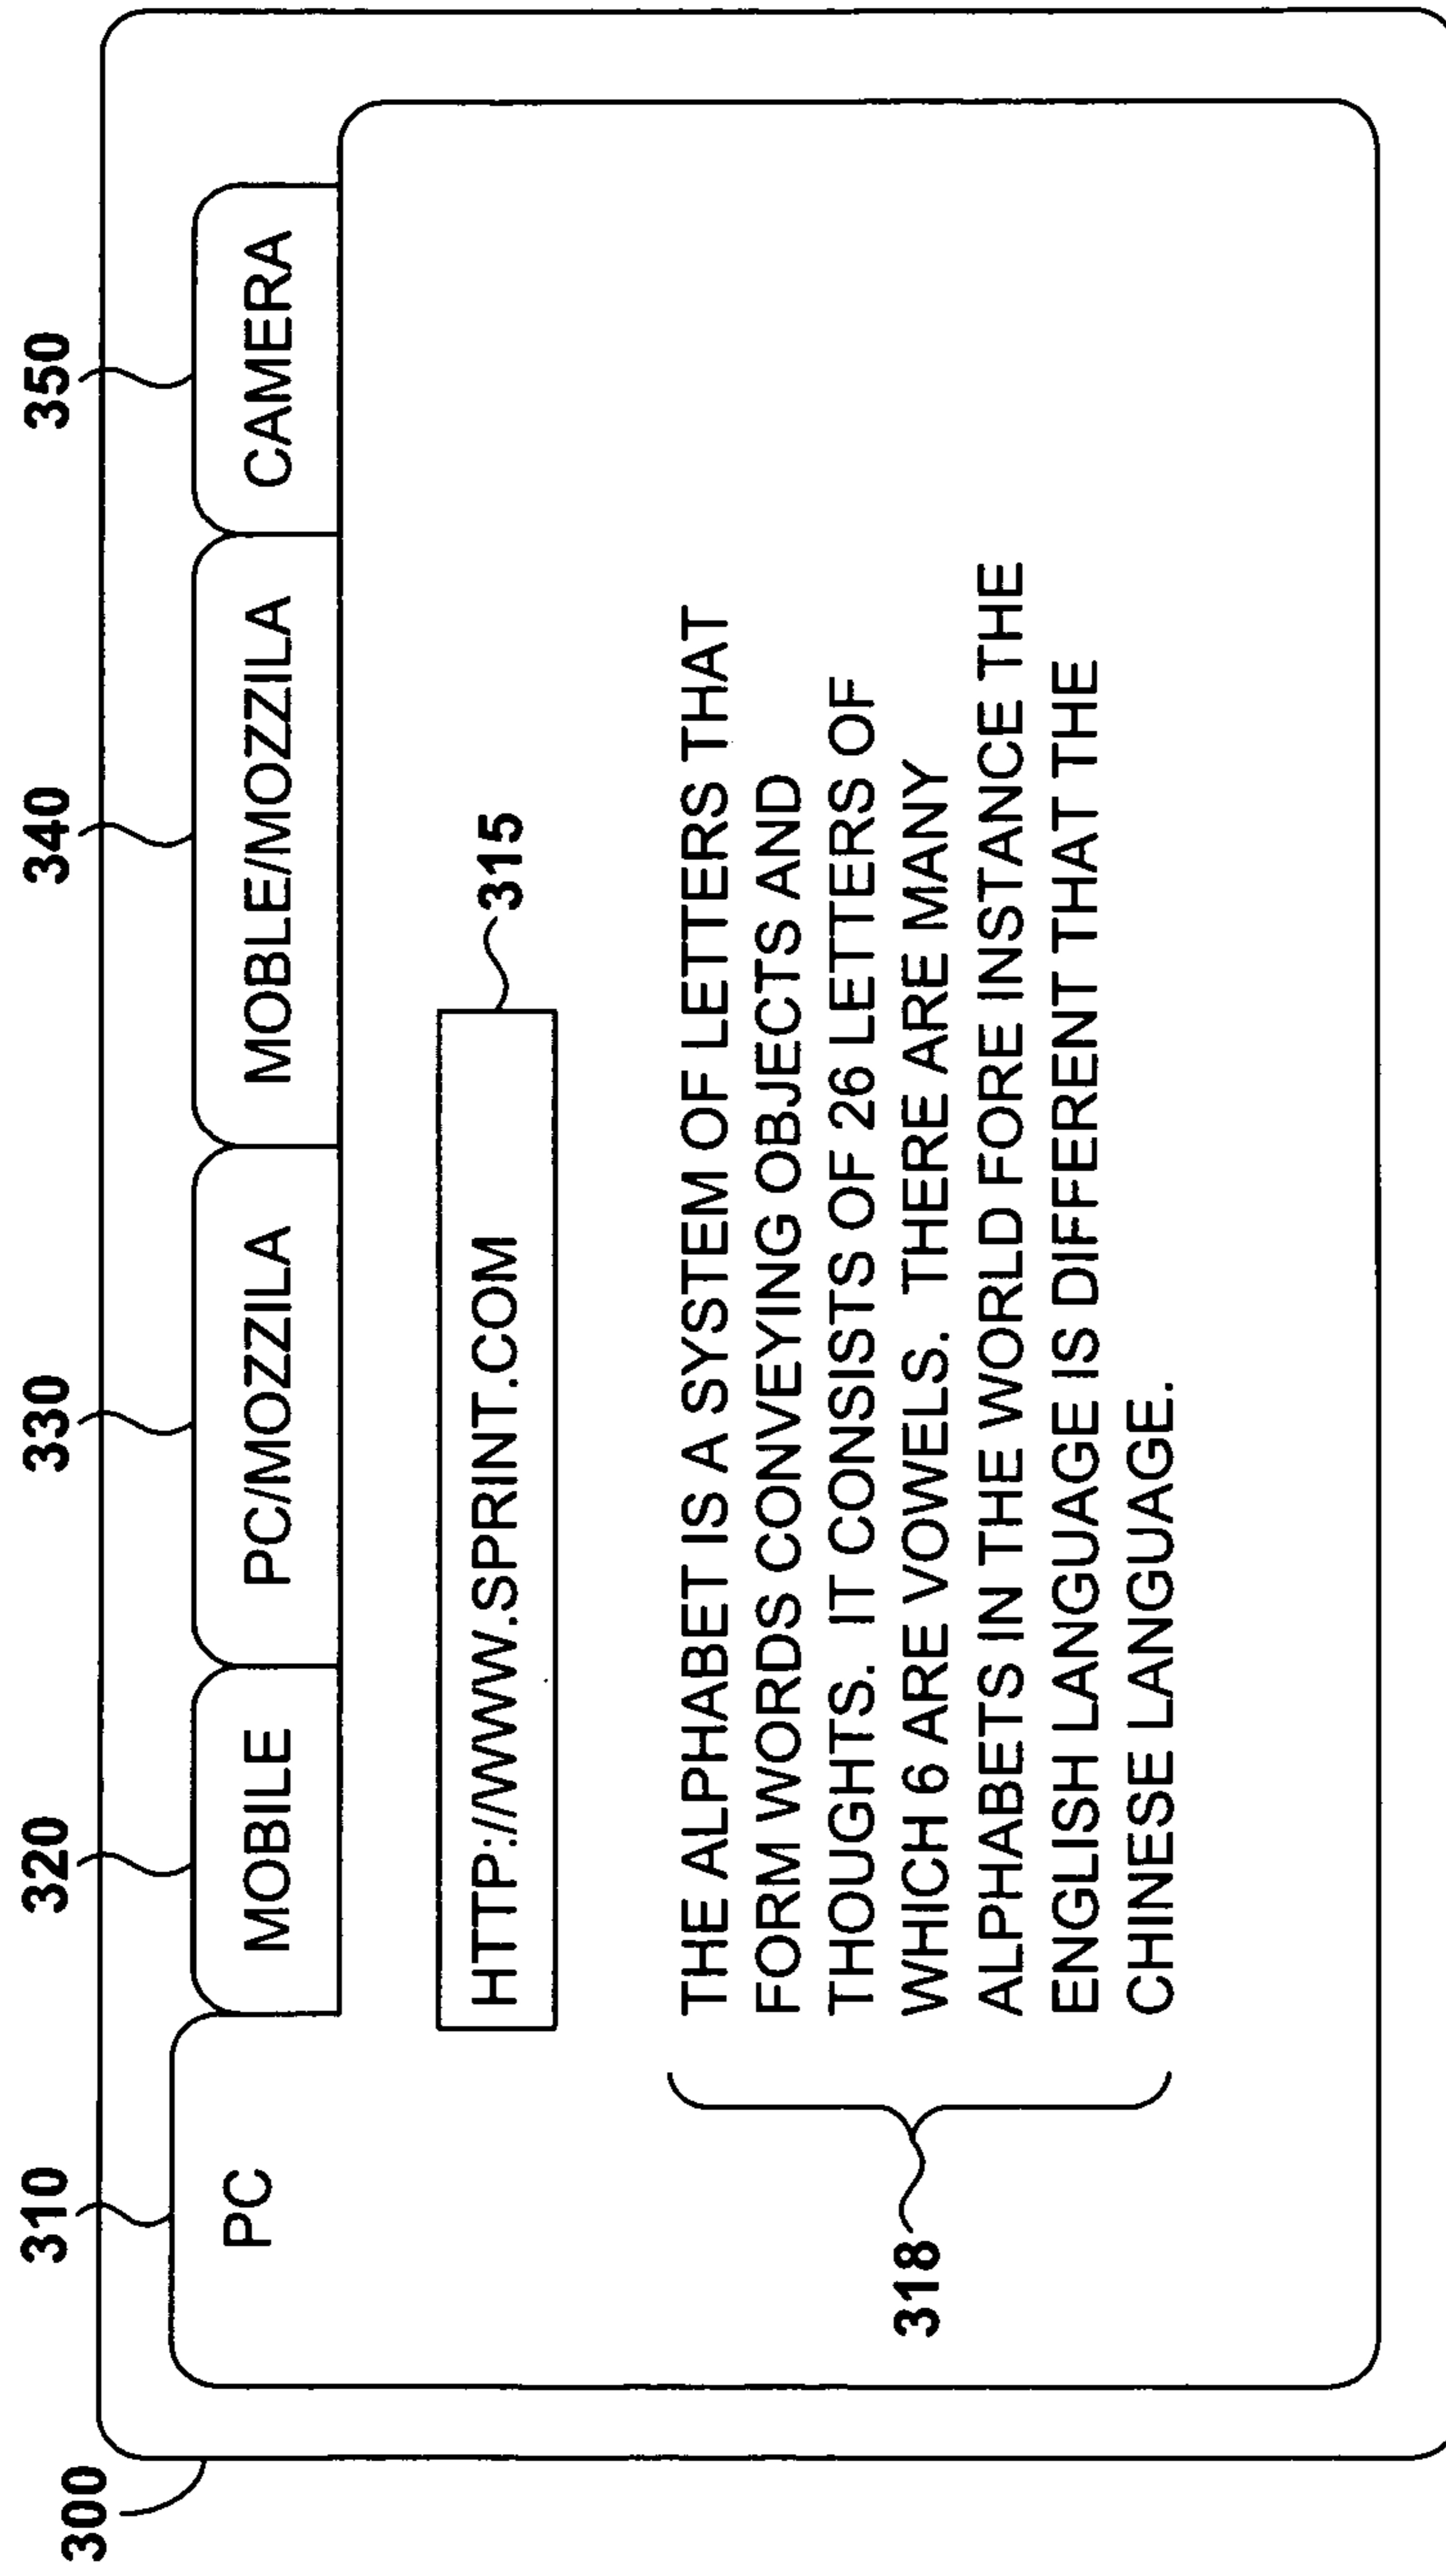 300
310
320
330
340
350
PC
MOBILE
PC/MOZZILA
MOBLE/MOZZILA
CAMERA
HTTP://WWW.SPRINT.COM
315
318
THE ALPHABET IS A SYSTEM OF LETTERS THAT
FORM WORDS CONVEYING OBJECTS AND
THOUGHTS. IT CONSISTS OF 26 LETTERS OF
WHICH 6 ARE VOWELS. THERE ARE MANY
ALPHABETS IN THE WORLD FORE INSTANCE THE
ENGLISH LANGUAGE IS DIFFERENT THAT THE
CHINESE LANGUAGE.